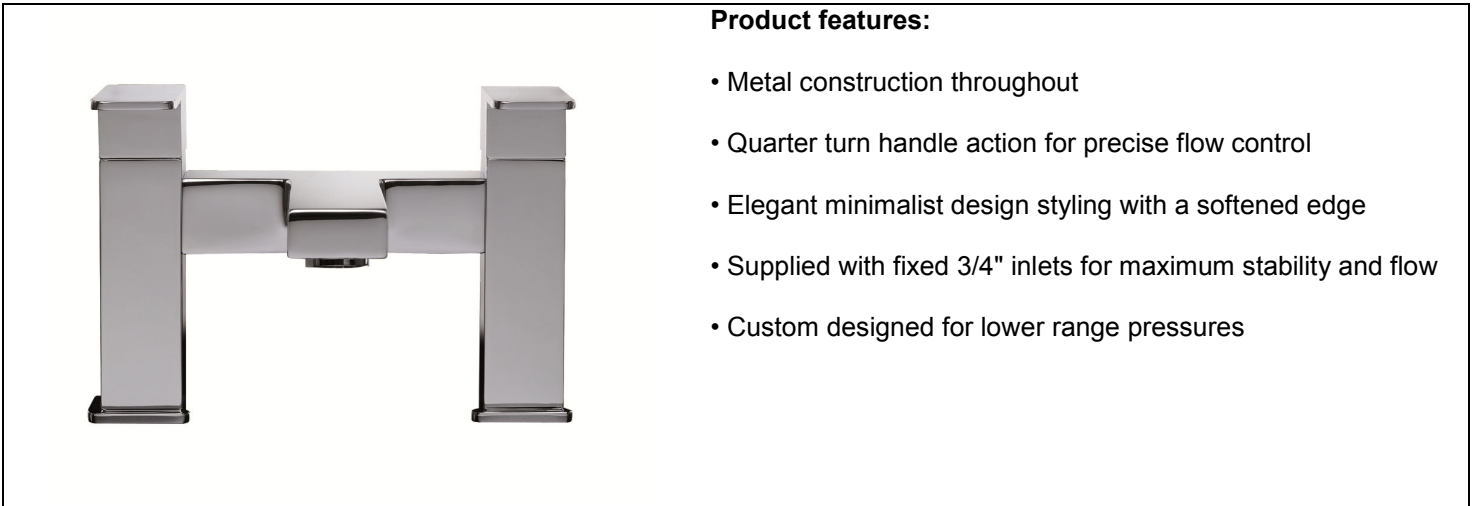 Product features:
• Metal construction throughout
• Quarter turn handle action for precise flow control
• Elegant minimalist design styling with a softened edge
• Supplied with fixed 3/4" inlets for maximum stability and flow
• Custom designed for lower range pressures